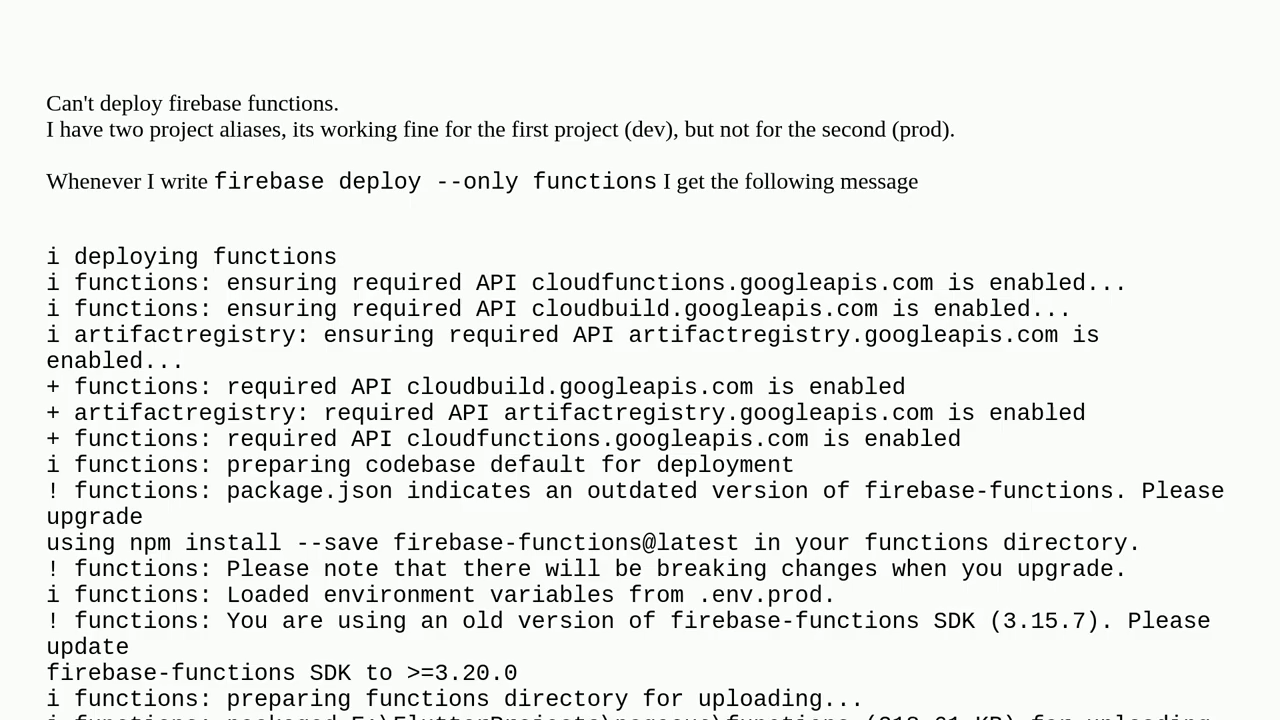 Can't deploy firebase functions.
I have two project aliases, its working fine for the first project (dev), but not for the second (prod).
Whenever I write firebase deploy --only functions I get the following message
i deploying functions
i functions: ensuring required API cloudfunctions.googleapis.com is enabled...
i functions: ensuring required API cloudbuild.googleapis.com is enabled...
i artifactregistry: ensuring required API artifactregistry.googleapis.com is
enabled...
+ functions: required API cloudbuild.googleapis.com is enabled
+ artifactregistry: required API artifactregistry.googleapis.com is enabled
+ functions: required API cloudfunctions.googleapis.com is enabled
i functions: preparing codebase default for deployment
! functions: package.json indicates an outdated version of firebase-functions. Please
upgrade
using npm install --save firebase-functions@latest in your functions directory.
! functions: Please note that there will be breaking changes when you upgrade.
i functions: Loaded environment variables from .env.prod.
! functions: You are using an old version of firebase-functions SDK (3.15.7). Please
update
firebase-functions SDK to >=3.20.0
i functions: preparing functions directory for uploading...